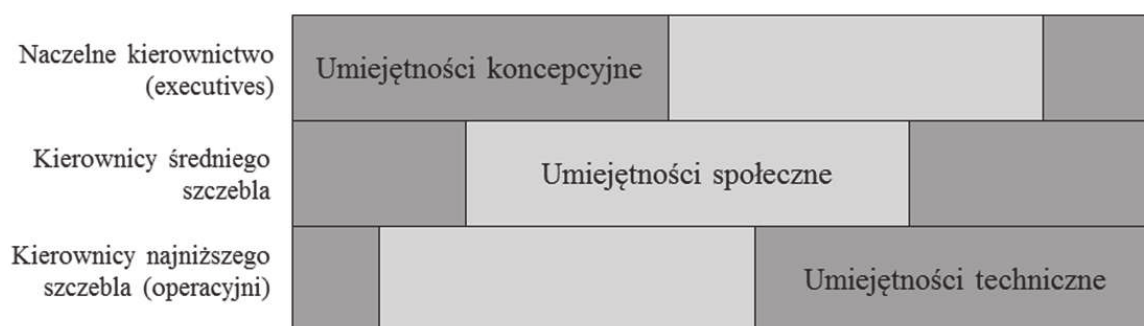 Naczelne kierownictwo
(executives)
Umiejętności koncepcyjne
Kierownicy średniego
szczebla
Umiejętności społeczne
Kierownicy najniższego
szczebla (operacyjni)
Umiejętności techniczne